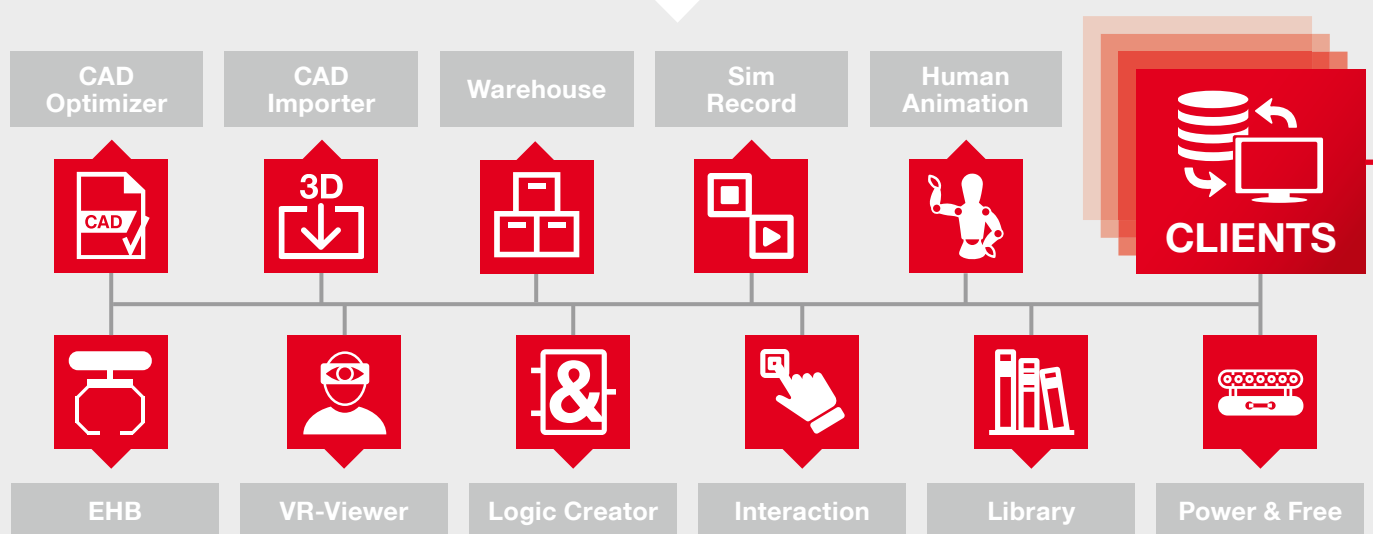 CAD
Optimizer
CAD
Importer
Warehouse
Sim
Record
Human
Animation
CAD
3D
CLIENTS
&
EHB
VR-Viewer
Logic Creator
Interaction
Library
Power & Free